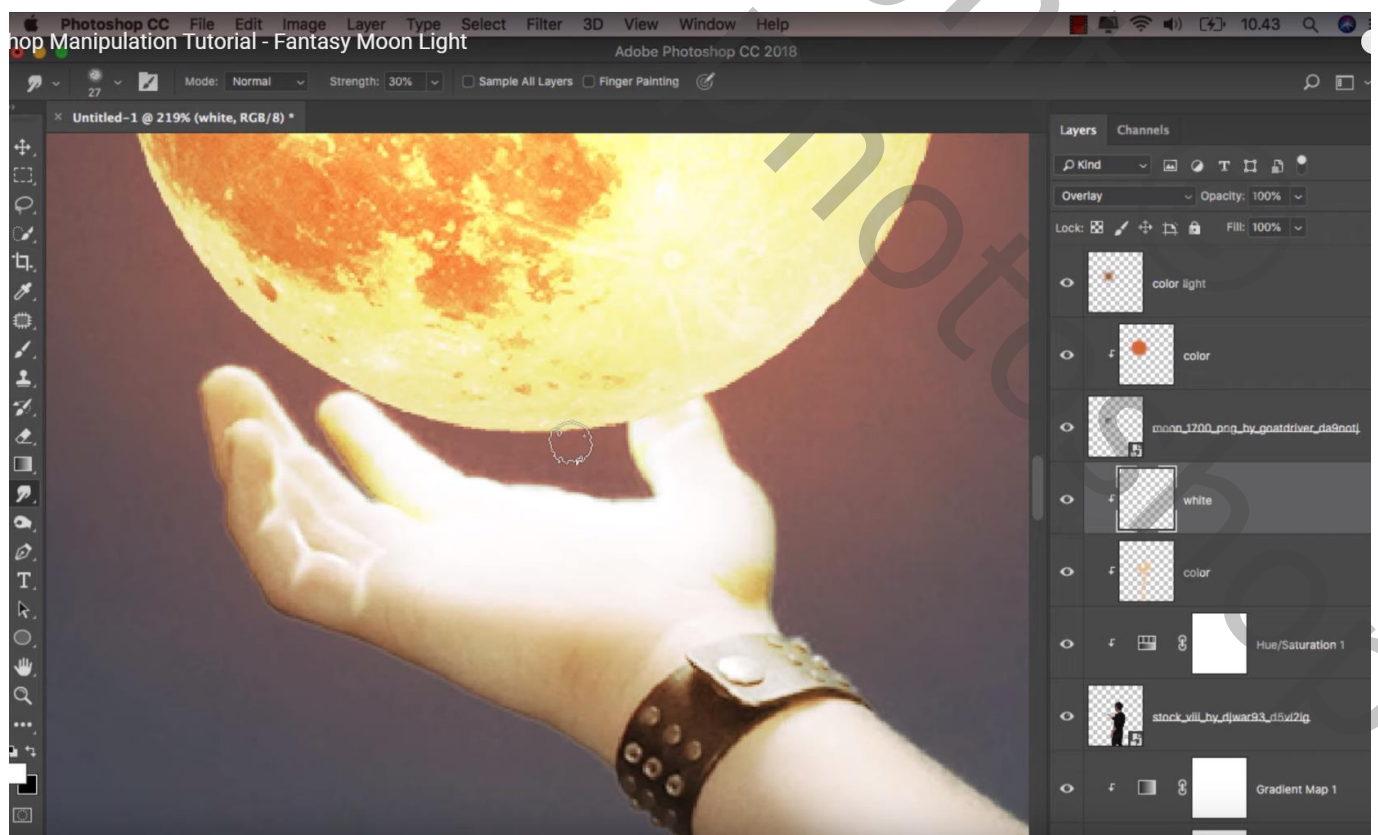 Photoshop CC File Edit Image Layer Type Select Filter 3D View Window Help 10.43
hop Manipulation Tutorial - Fantasy Moon Light
Adobe Photoshop CC 2018
27 Mode: Normal Strength: 30% Sample All Layers Finger Painting
× Untitled-1 @ 219% (white, RGB/8) *
Layers Channels
Kind
Overlay Opacity: 100%
Lock: Fill: 100%
color light
color
moon_1200_png_by_goatdriver_da9notj
white
color
Hue/Saturation 1
stock_viii_by_djwar93_d5vi2ig
Gradient Map 1